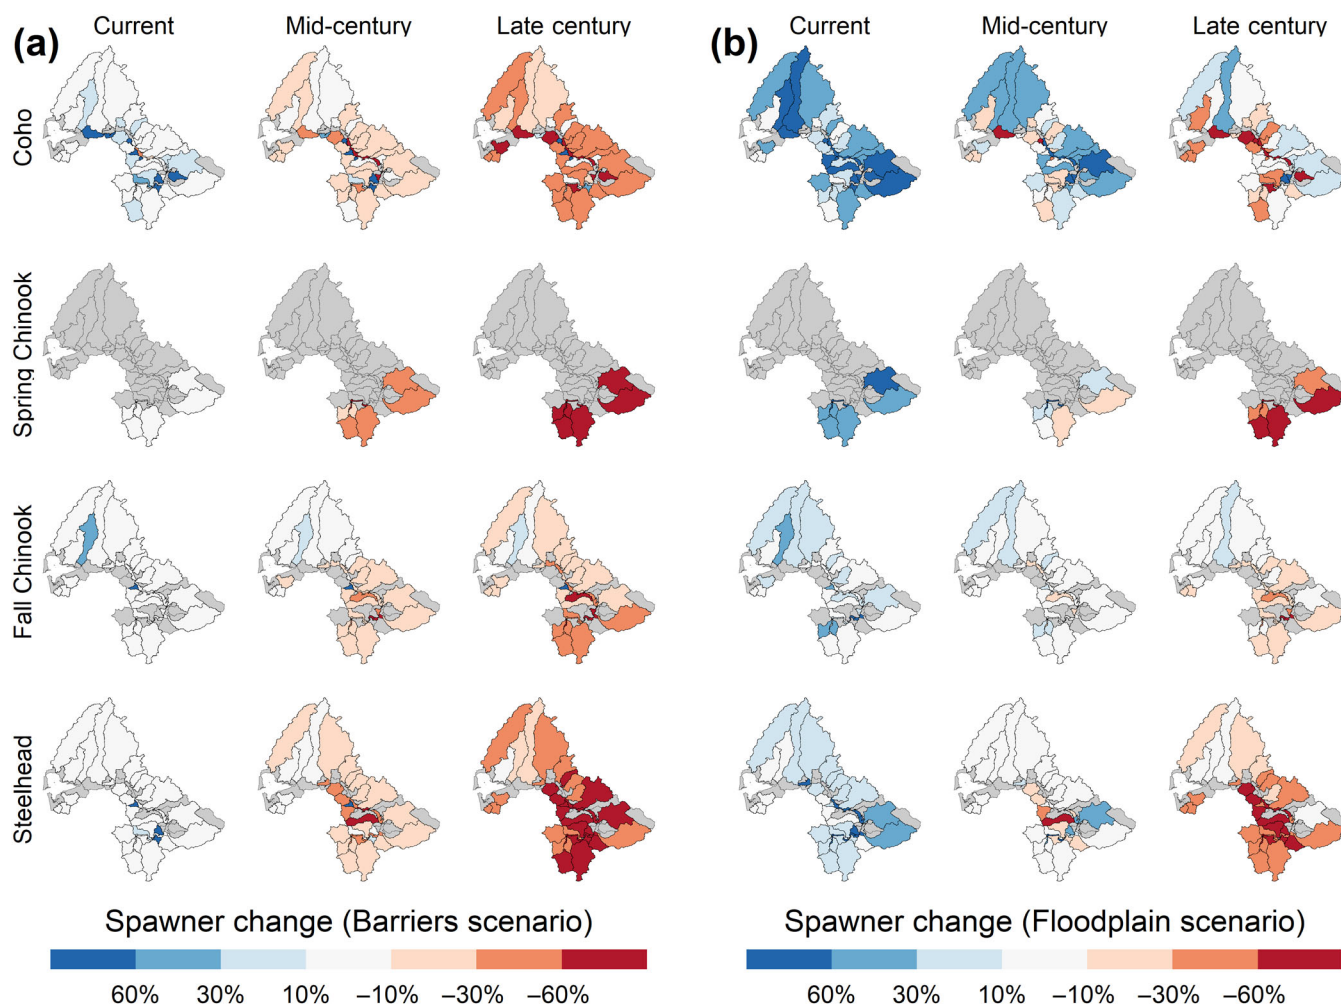 (a) Current Mid-century Late century (b) Current Mid-century Late century
Coho
Spring Chinook
Fall Chinook
Steelhead
Spawner change (Barriers scenario) Spawner change (Floodplain scenario)
60% 30% 10% –10% –30% –60% 60% 30% 10% –10% –30% –60%